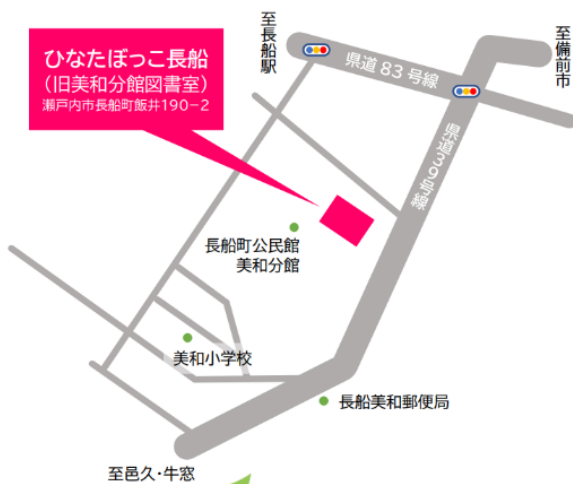 ひなたぼっこ長船
(旧美和分館図書室)
瀬戸内市長船町飯井190-2
至長船駅
県道83号線
至備前市
県道39号線
長船町公民館
美和分館
美和小学校
長船美和郵便局
至邑久・牛窓